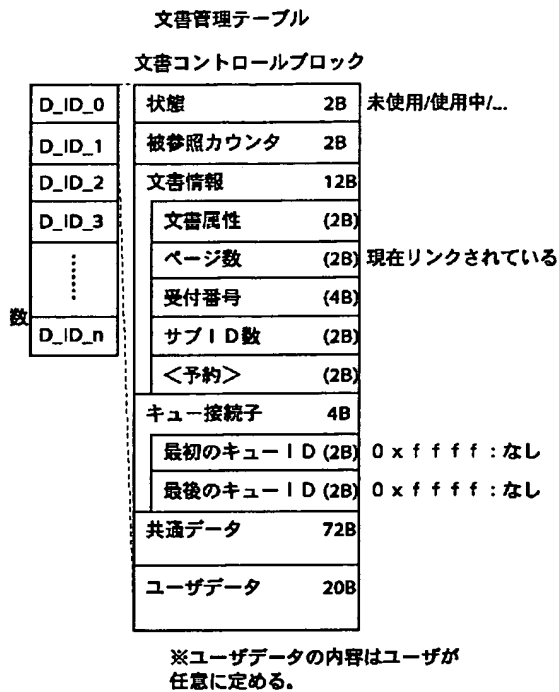 文書管理テーブル
文書コントロールブロック
D_ID_0
D_ID_1
D_ID_2
D_ID_3
数
D_ID_n
状態 2B 未使用/使用中/...
被参照カウンタ 2B
文書情報 12B
文書属性 (2B)
ページ数 (2B) 現在リンクされている
受付番号 (4B)
サブID数 (2B)
<予約> (2B)
キュー接続子 4B
最初のキューID (2B) 0xffff:なし
最後のキューID (2B) 0xffff:なし
共通データ 72B
ユーザデータ 20B
※ユーザデータの内容はユーザが
任意に定める。